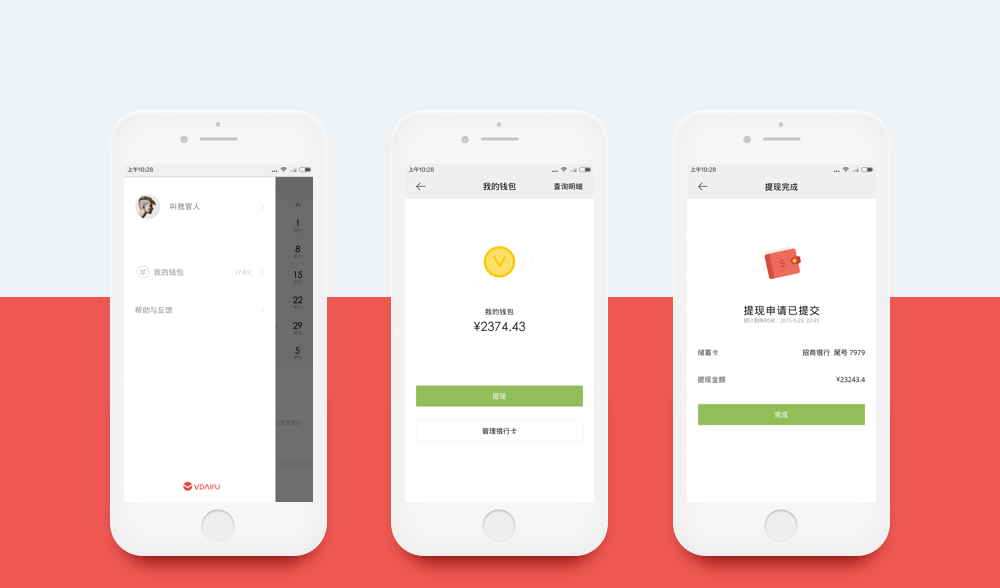 上午10:28
叫我官人
我的钱包
19.8元
帮助与反馈
1
8
15
22
29
5
VDAIFU
上午10:28
我的钱包
查询明细
我的钱包
¥2374.43
提现
管理银行卡
上午10:28
提现完成
$
提现申请已提交
预计到帐时间：2015-5-25 23:45
储蓄卡
招商银行 尾号 7979
提现金额
¥23243.4
完成